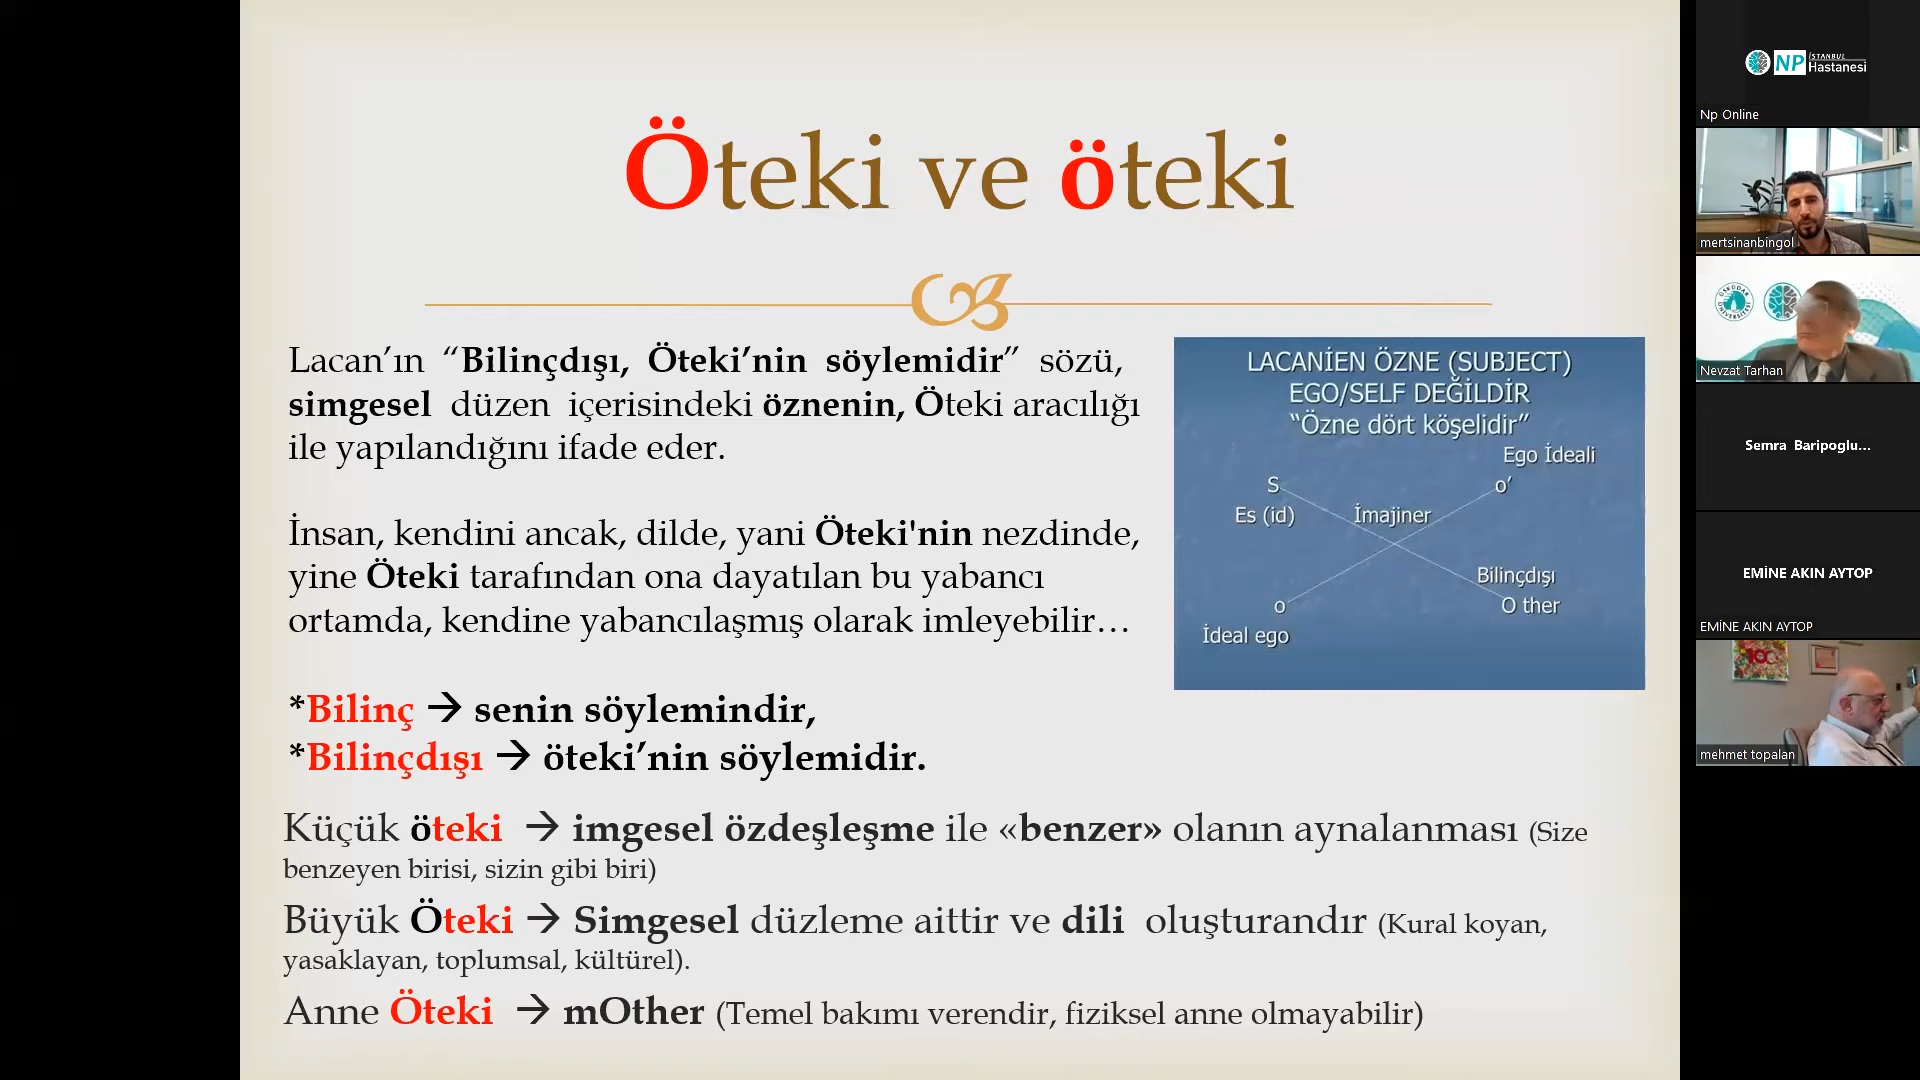 Öteki ve öteki
Lacan’ın “Bilinçdışı, Öteki’nin söylemidir” sözü,
simgesel düzen içerisindeki öznenin, Öteki aracılığı
ile yapılandığını ifade eder.
İnsan, kendini ancak, dilde, yani Öteki'nin nezdinde,
yine Öteki tarafından ona dayatılan bu yabancı
ortamda, kendine yabancılaşmış olarak imleyebilir…
*Bilinç → senin söylemindir,
*Bilinçdışı → öteki’nin söylemidir.
Küçük öteki → imgesel özdeşleşme ile «benzer» olanın aynalanması (Size
benzeyen birisi, sizin gibi biri)
Büyük Öteki → Simgesel düzleme aittir ve dili oluşturandır (Kural koyan,
yasaklayan, toplumsal, kültürel).
Anne Öteki → mOther (Temel bakımı verendir, fiziksel anne olmayabilir)
LACANİEN ÖZNE (SUBJECT)
EGO/SELF DEĞİLDİR
“Özne dört köşelidir”
Ego İdeali
S
o’
Es (id)
İmajiner
Bilinçdışı
o
O ther
İdeal ego
NP İSTANBUL Hastanesi
Np Online
mertsinanbingol
ÜSKÜDAR ÜNİVERSİTESİ
Nevzat Tarhan
Semra Baripoglu...
EMİNE AKIN AYTOP
EMİNE AKIN AYTOP
100
mehmet topalan